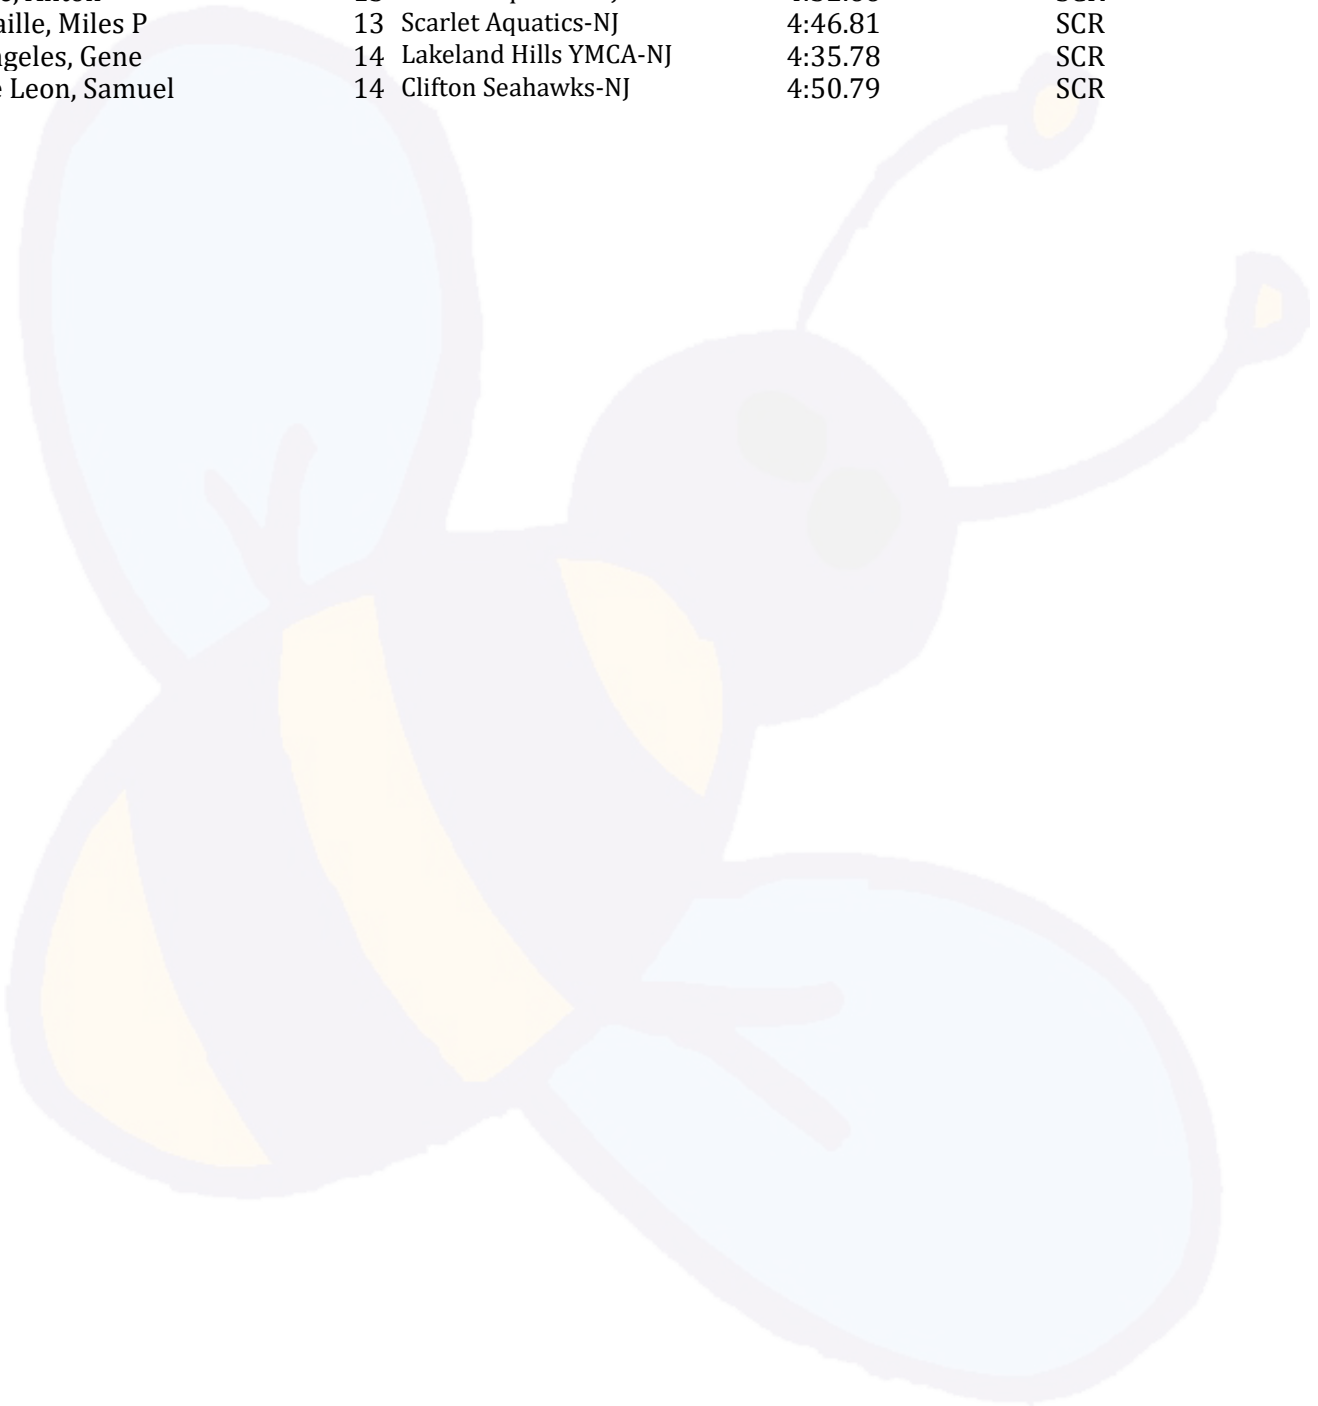 aille, Miles P 13 Scarlet Aquatics-NJ 4:46.81 SCR
geles, Gene 14 Lakeland Hills YMCA-NJ 4:35.78 SCR
Leon, Samuel 14 Clifton Seahawks-NJ 4:50.79 SCR